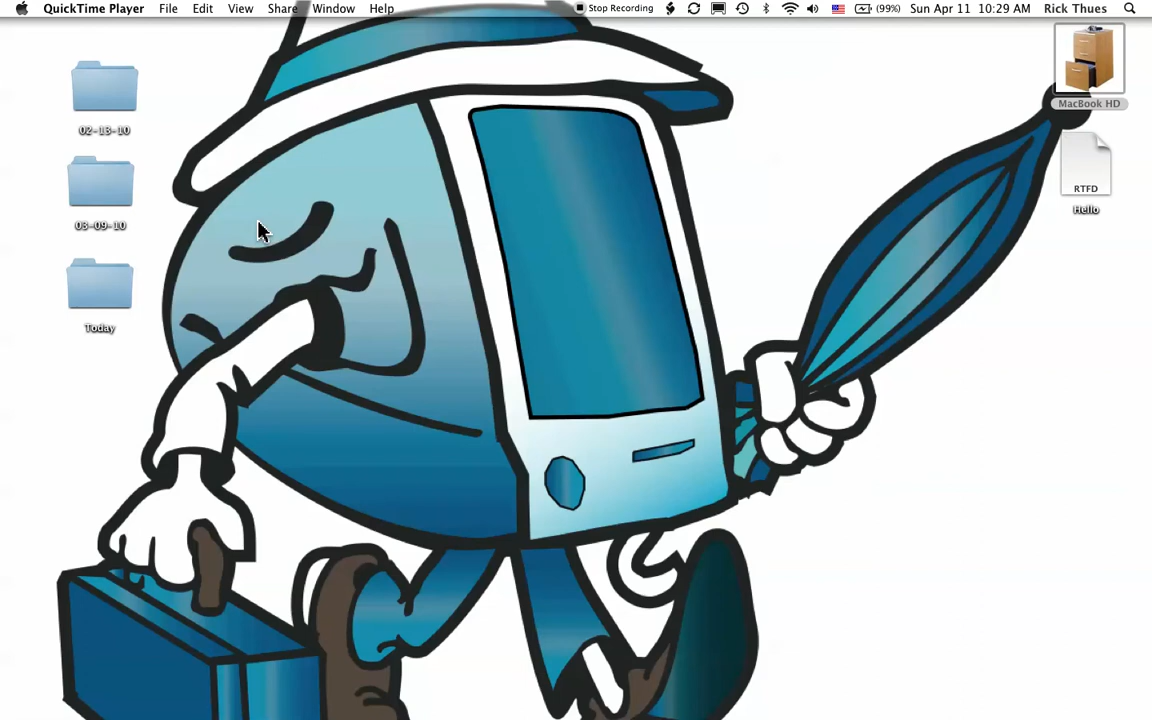 QuickTime Player File Edit View Share Window Help Stop Recording (99%) Sun Apr 11 10:29 AM Rick Thues
02-13-10
03-09-10
Today
MacBook HD
RTFD
Hello